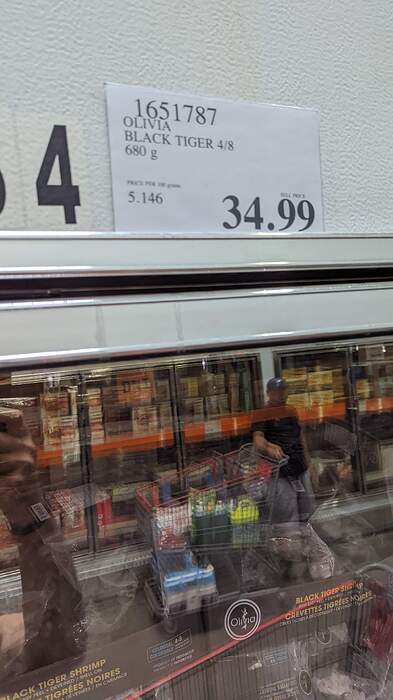 4
1651787
OLIVIA
BLACK TIGER 4/8
680 g
PRICE PER 100 grams
5.146
SELL PRICE
34.99
Olivia
BLACK TIGER SHRIMP
CREVETTES TIGRÉES NOIRES
BLACK TIGER SHRIMP
TIGRÉES NOIRES